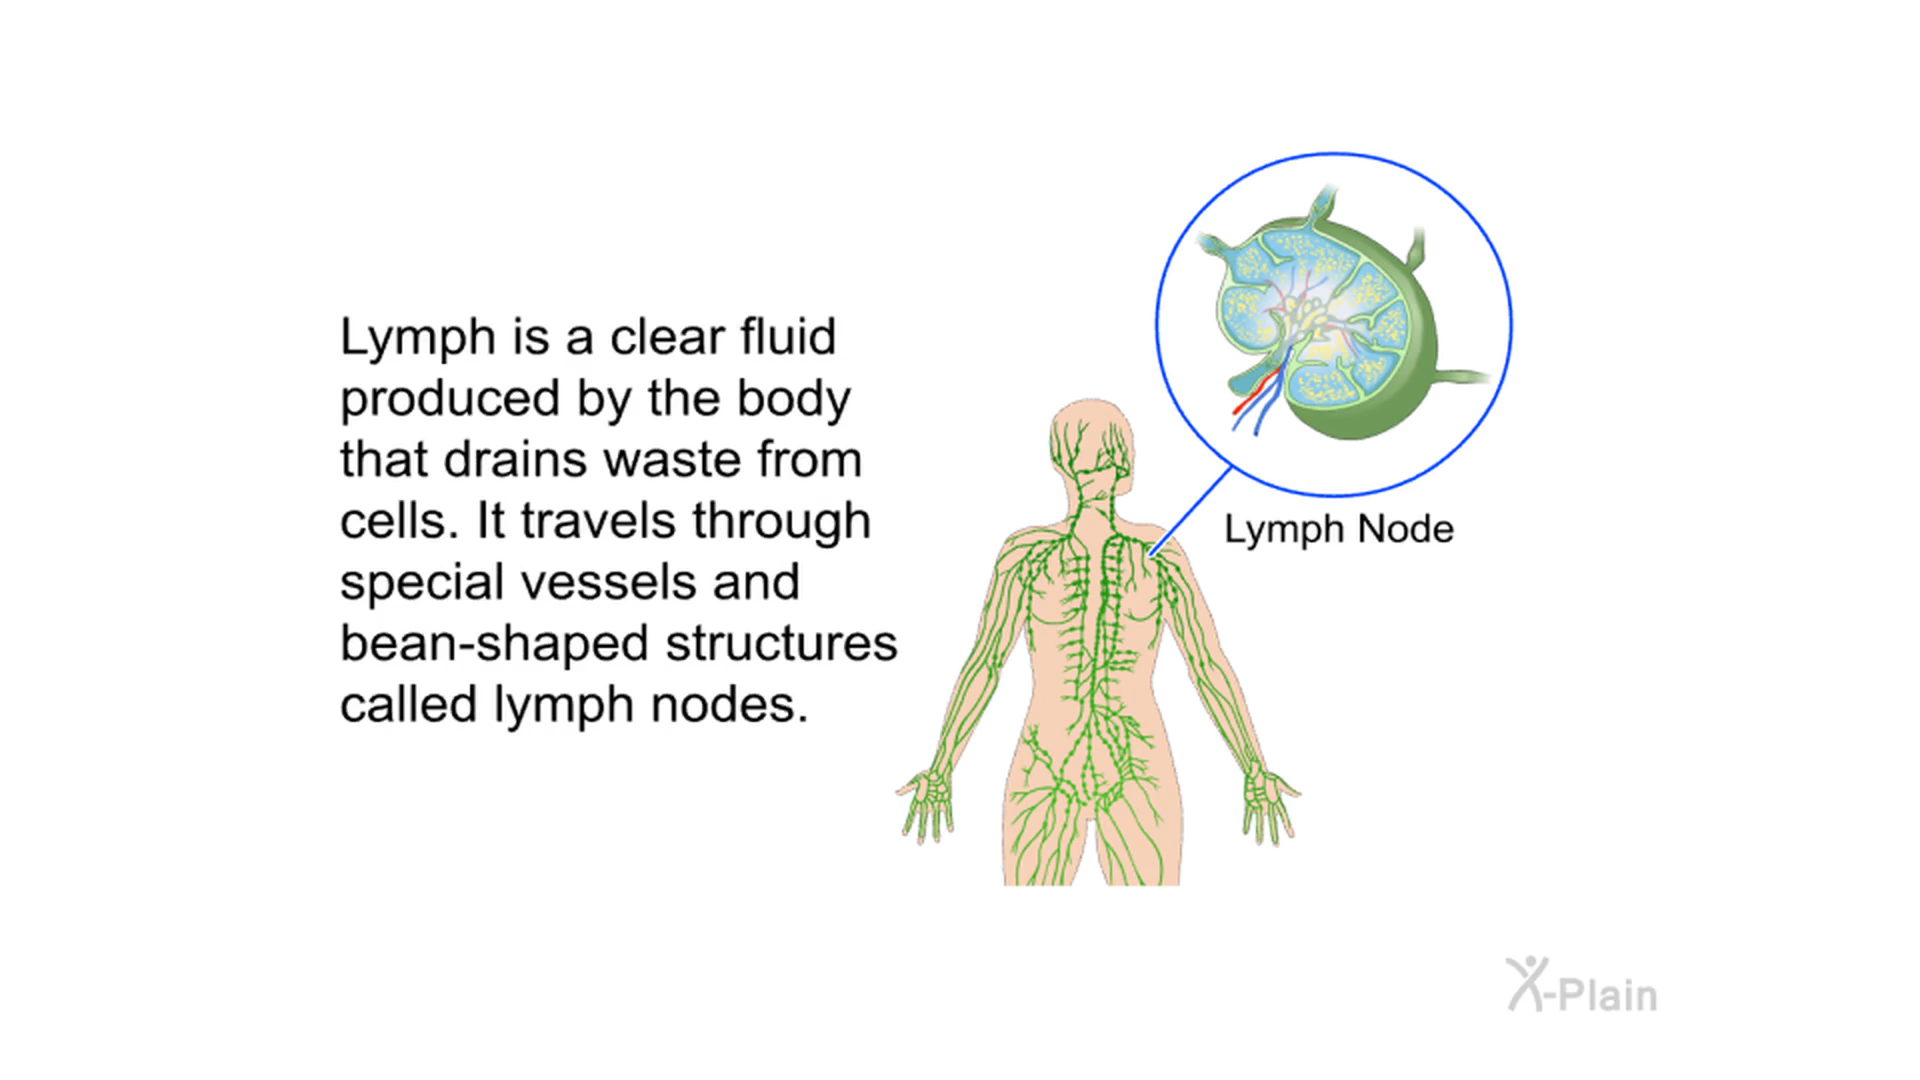 Lymph is a clear fluid
produced by the body
that drains waste from
cells. It travels through
special vessels and
bean-shaped structures
called lymph nodes.
Lymph Node
X-Plain